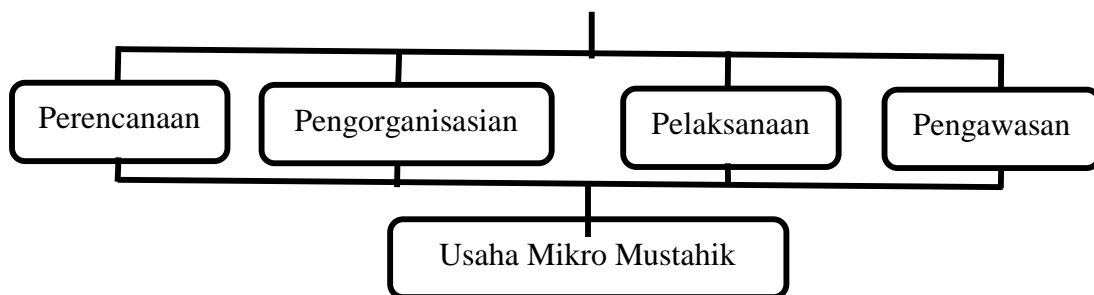 Perencanaan
Pengorganisasian
Pelaksanaan
Pengawasan
Usaha Mikro Mustahik